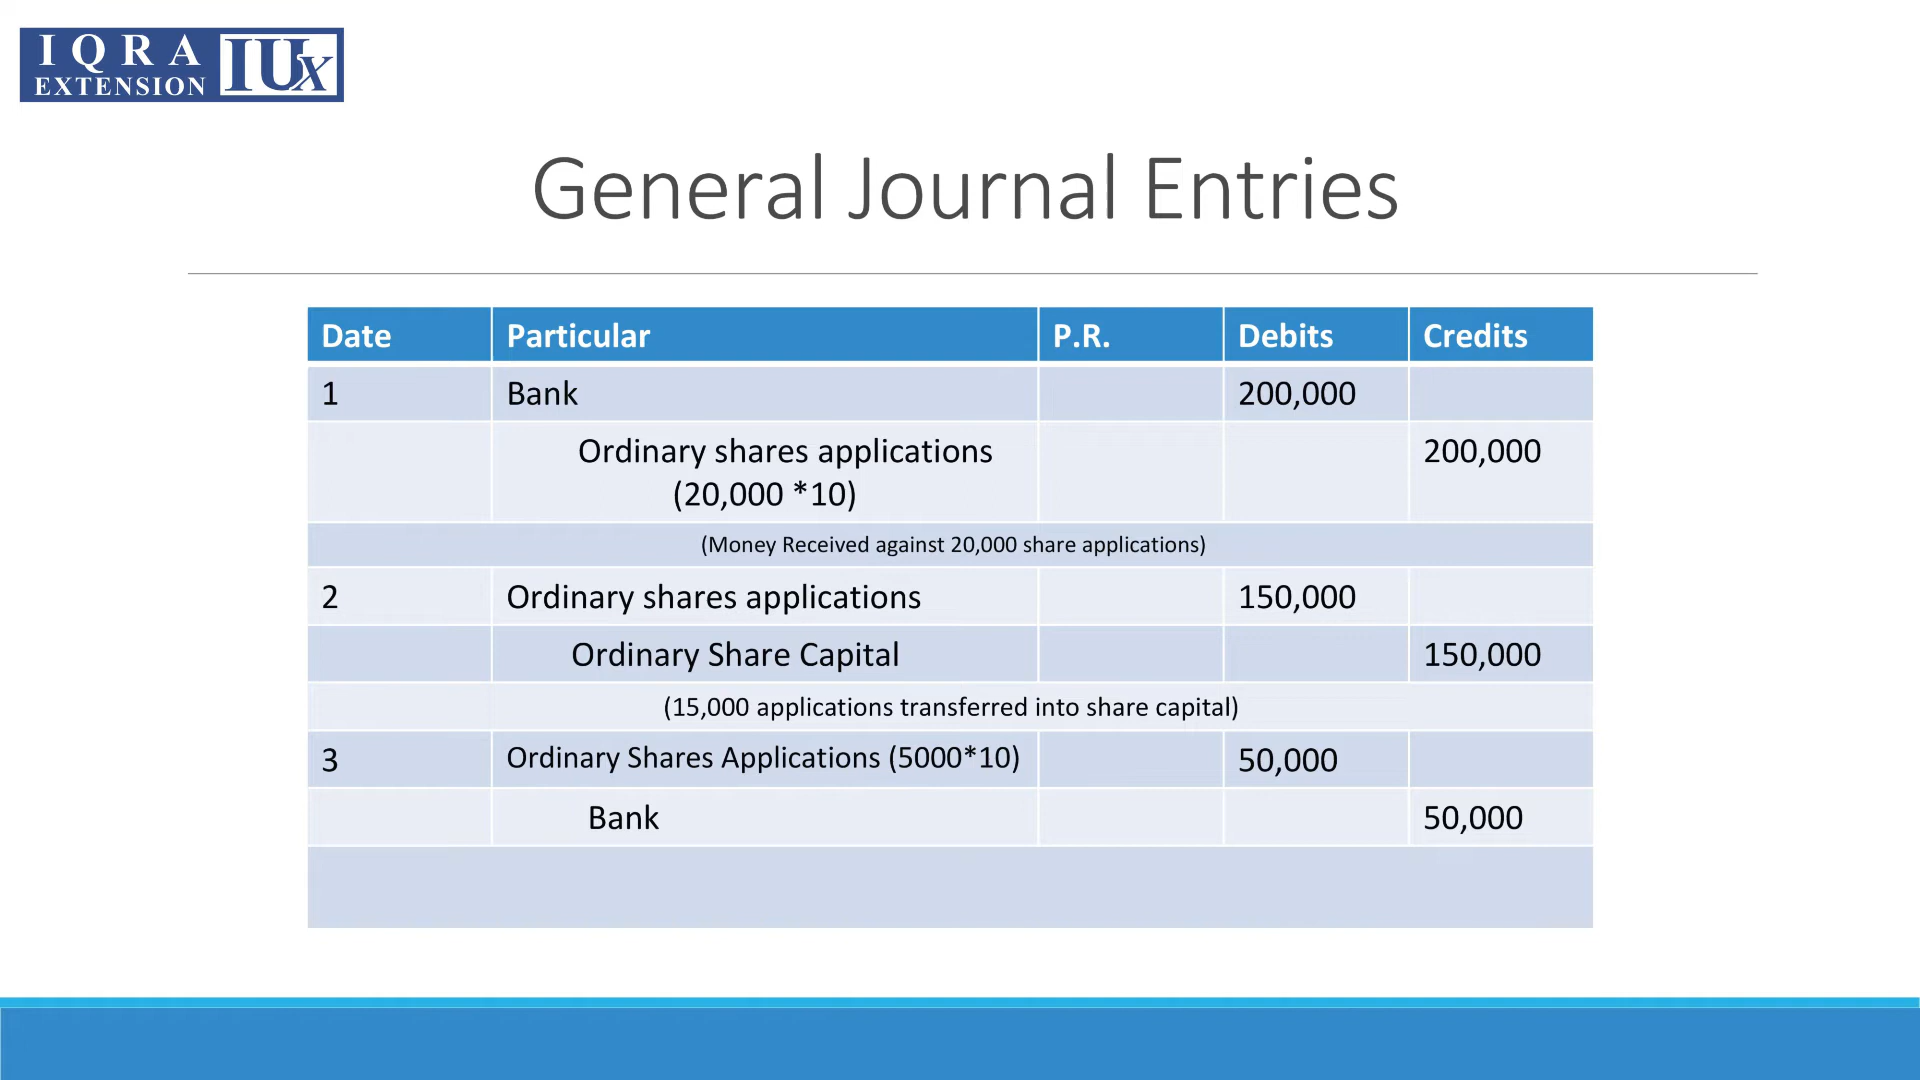 IQRA
EXTENSION
IUx
General Journal Entries
Date Particular P.R. Debits Credits
1 Bank 200,000
Ordinary shares applications 200,000
(20,000 *10)
(Money Received against 20,000 share applications)
2 Ordinary shares applications 150,000
Ordinary Share Capital 150,000
(15,000 applications transferred into share capital)
3 Ordinary Shares Applications (5000*10) 50,000
Bank 50,000